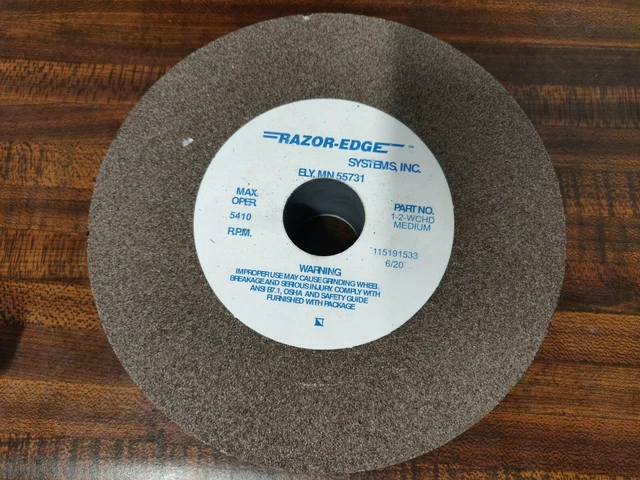 RAZOR-EDGE™
SYSTEMS, INC.
ELY, MN 55731
MAX.
OPER.
5410
R.P.M.
PART NO.
1-2-WCHD
MEDIUM
115191533
6/20
WARNING
IMPROPER USE MAY CAUSE GRINDING WHEEL
BREAKAGE AND SERIOUS INJURY. COMPLY WITH
ANSI B7.1, OSHA AND SAFETY GUIDE
FURNISHED WITH PACKAGE